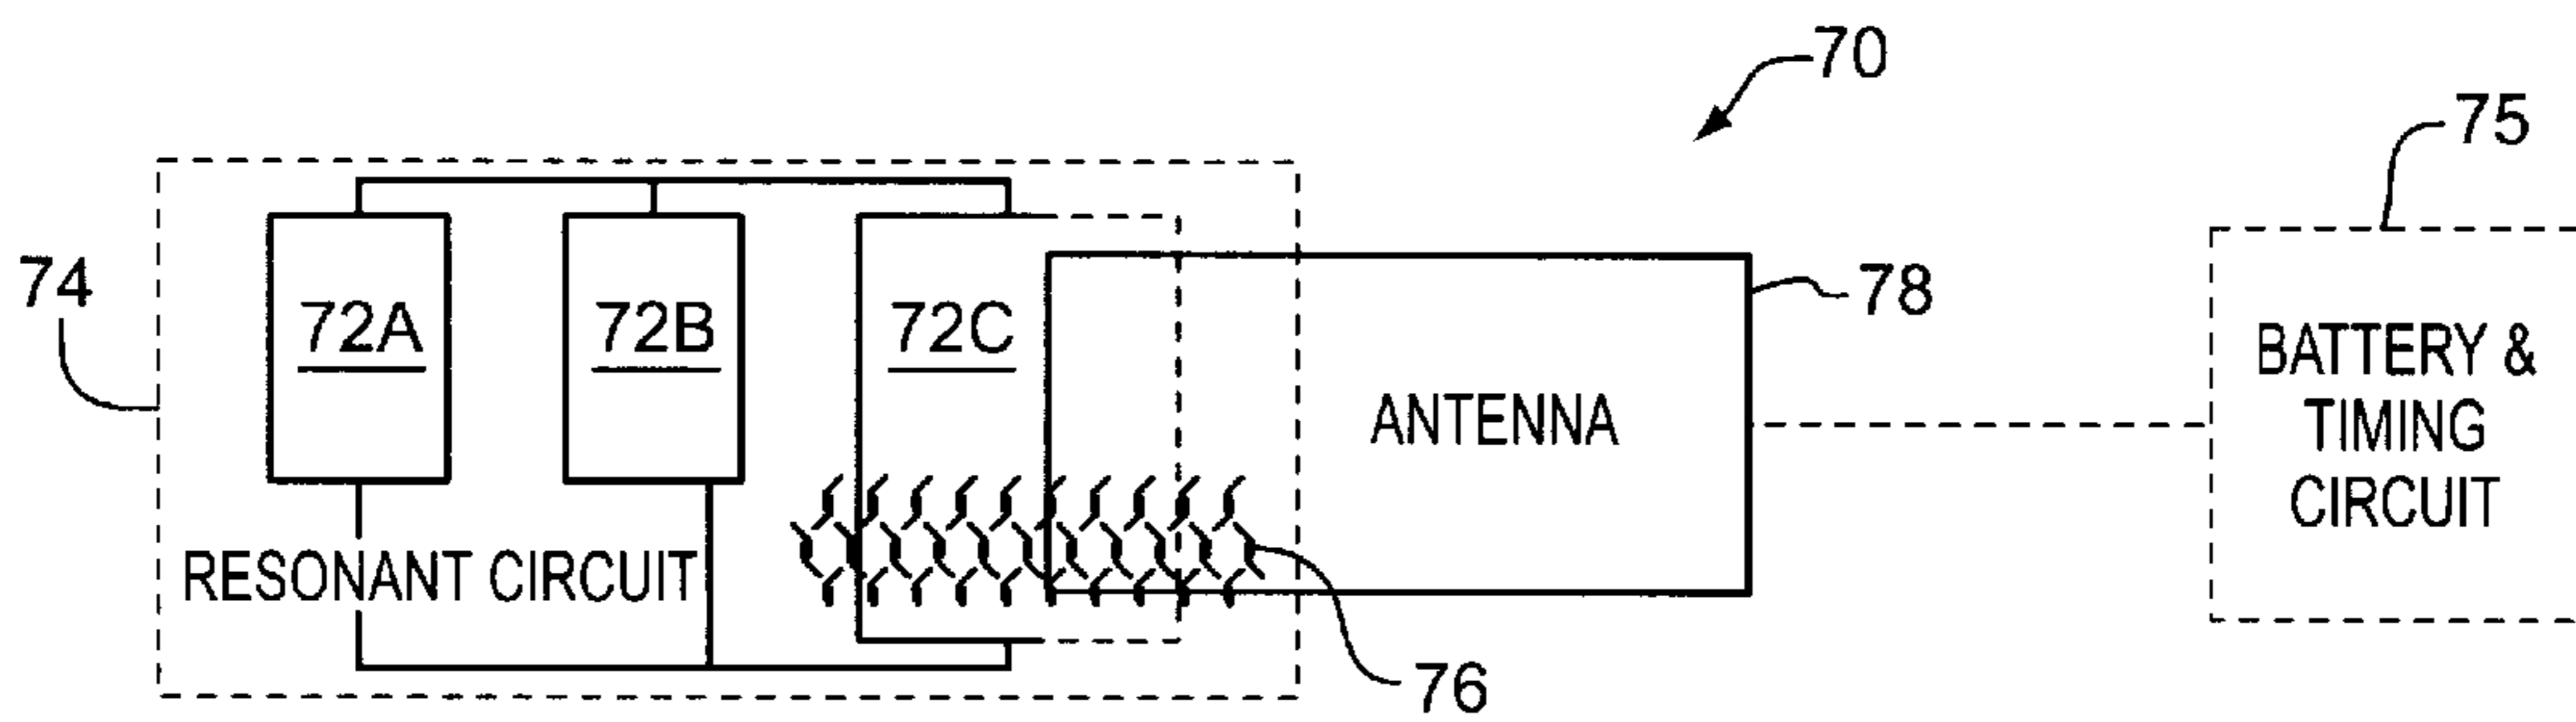 70
75
74
72A
72B
72C
78
ANTENNA
BATTERY &
TIMING
CIRCUIT
RESONANT CIRCUIT
76